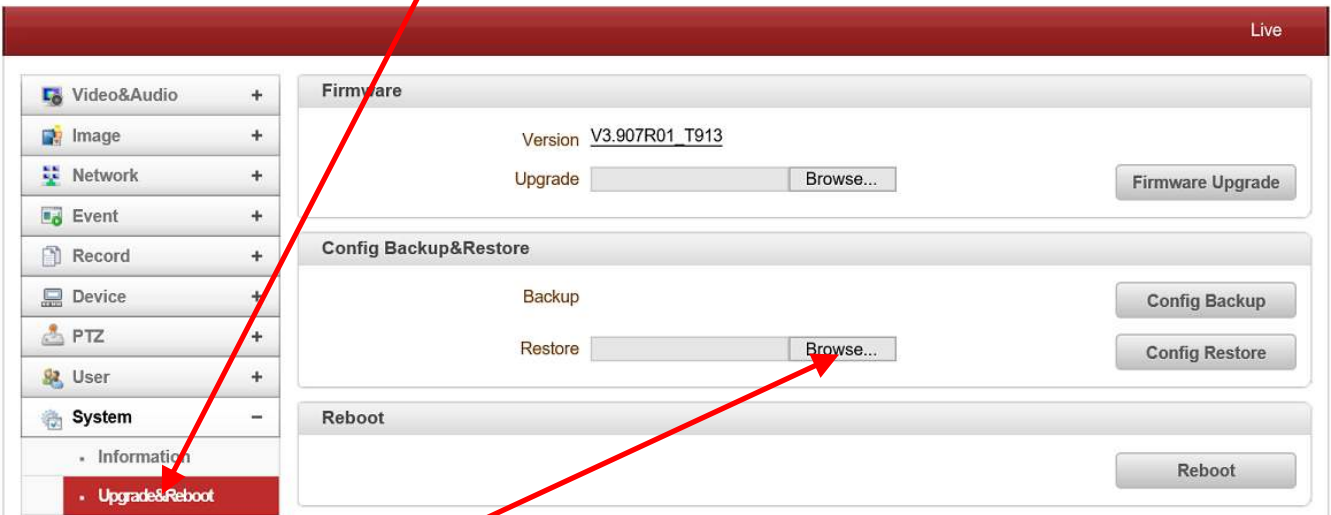 Live
Video&Audio +
Image +
Network +
Event +
Record +
Device +
PTZ +
User +
System −
Information
Upgrade&Reboot
Firmware
Version V3.907R01_T913
Upgrade Browse... Firmware Upgrade
Config Backup&Restore
Backup Config Backup
Restore Browse... Config Restore
Reboot
Reboot